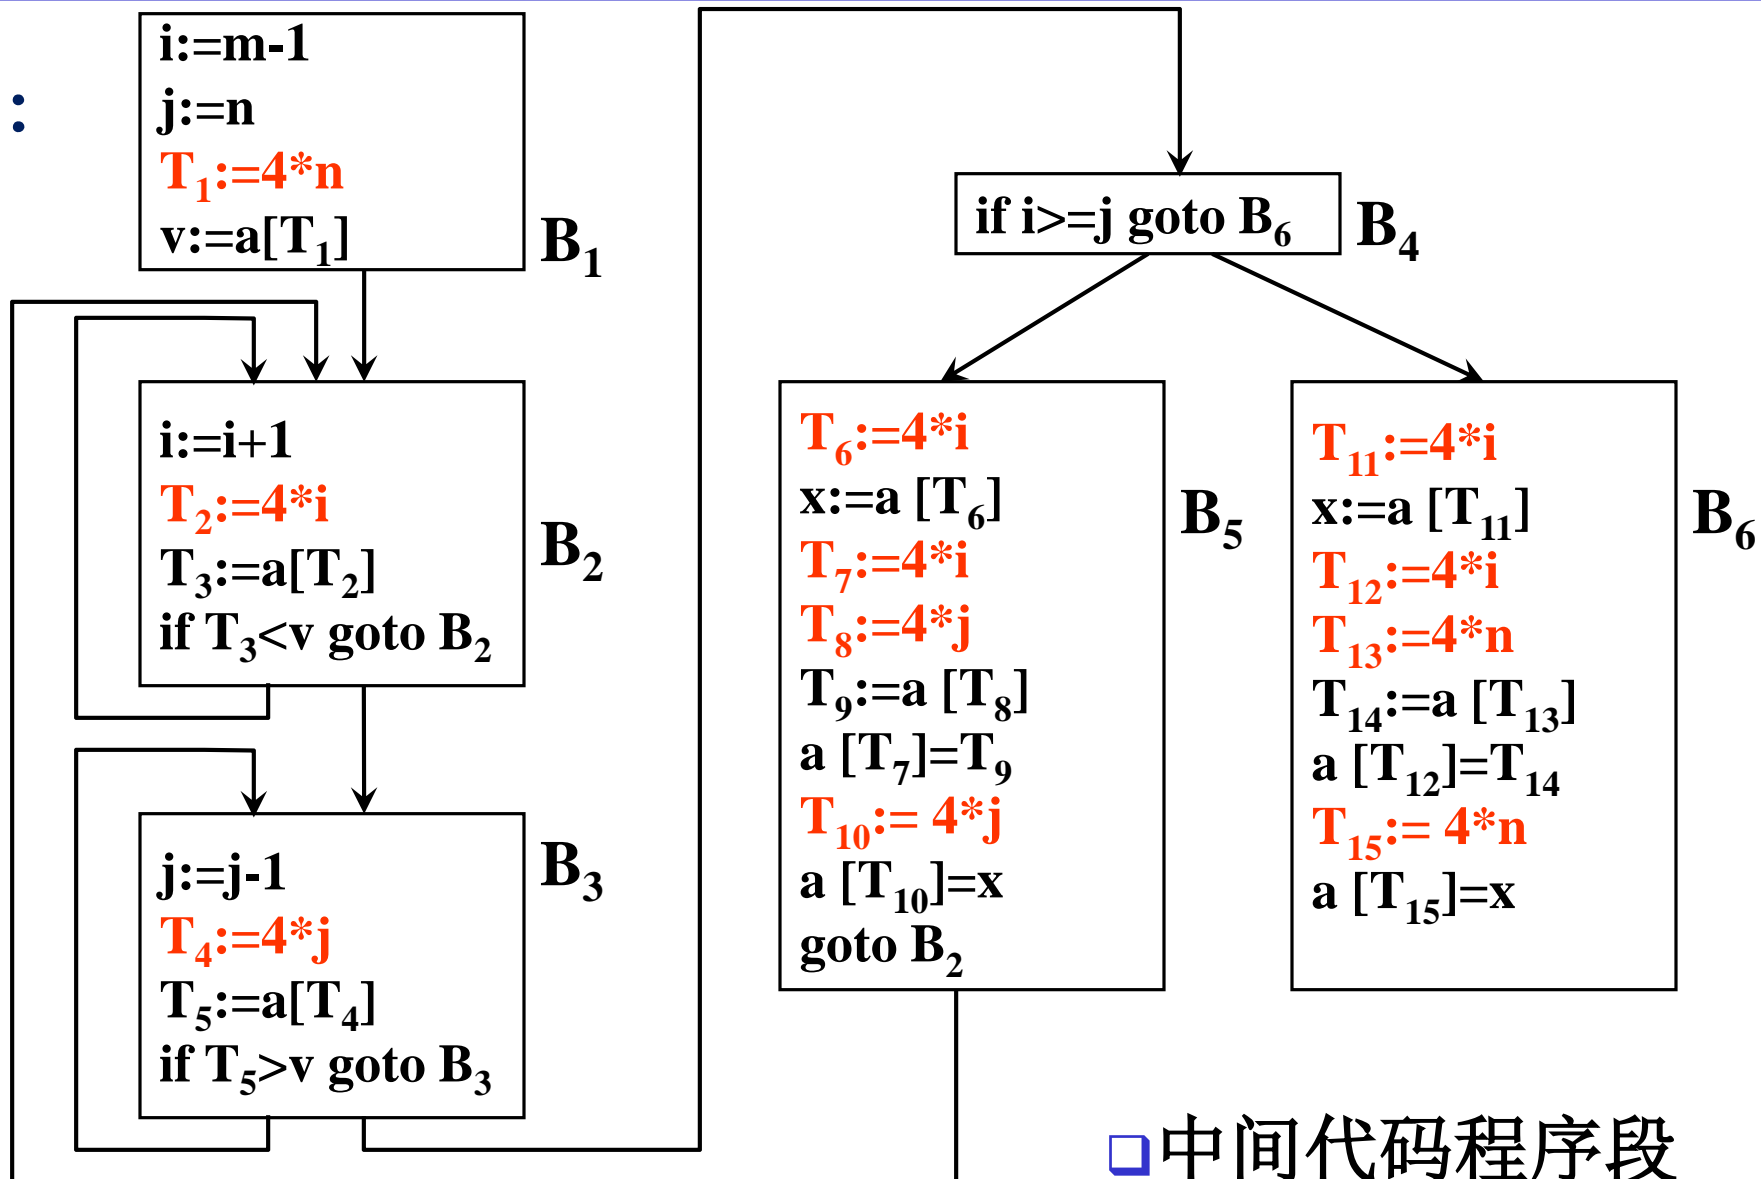 :
i:=m-1
j:=n
T₁:=4*n
v:=a[T₁]
B₁
i:=i+1
T₂:=4*i
T₃:=a[T₂]
if T₃<v goto B₂
B₂
j:=j-1
T₄:=4*j
T₅:=a[T₄]
if T₅>v goto B₃
B₃
if i>=j goto B₆
B₄
T₆:=4*i
x:=a [T₆]
T₇:=4*i
T₈:=4*j
T₉:=a [T₈]
a [T₇]=T₉
T₁₀:= 4*j
a [T₁₀]=x
goto B₂
B₅
T₁₁:=4*i
x:=a [T₁₁]
T₁₂:=4*i
T₁₃:=4*n
T₁₄:=a [T₁₃]
a [T₁₂]=T₁₄
T₁₅:= 4*n
a [T₁₅]=x
B₆
❑中间代码程序段